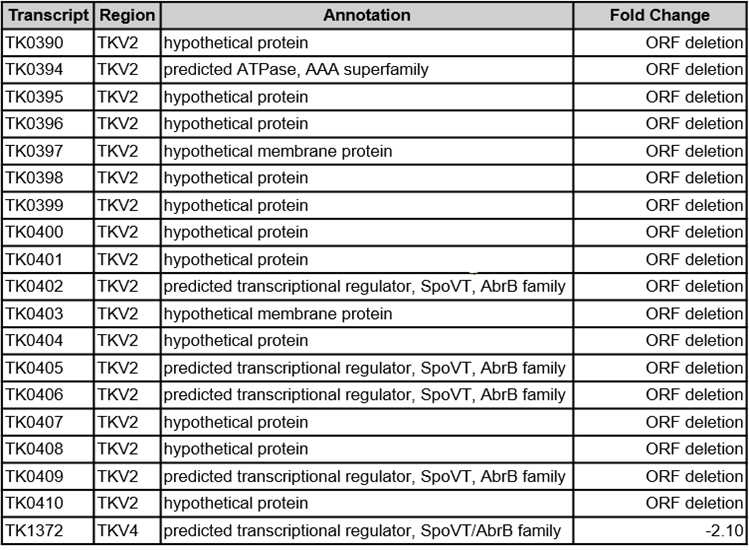 Transcript Region Annotation Fold Change
TK0390 TKV2 hypothetical protein ORF deletion
TK0394 TKV2 predicted ATPase, AAA superfamily ORF deletion
TK0395 TKV2 hypothetical protein ORF deletion
TK0396 TKV2 hypothetical protein ORF deletion
TK0397 TKV2 hypothetical membrane protein ORF deletion
TK0398 TKV2 hypothetical protein ORF deletion
TK0399 TKV2 hypothetical protein ORF deletion
TK0400 TKV2 hypothetical protein ORF deletion
TK0401 TKV2 hypothetical protein ORF deletion
TK0402 TKV2 predicted transcriptional regulator, SpoVT, AbrB family ORF deletion
TK0403 TKV2 hypothetical membrane protein ORF deletion
TK0404 TKV2 hypothetical protein ORF deletion
TK0405 TKV2 predicted transcriptional regulator, SpoVT, AbrB family ORF deletion
TK0406 TKV2 predicted transcriptional regulator, SpoVT, AbrB family ORF deletion
TK0407 TKV2 hypothetical protein ORF deletion
TK0408 TKV2 hypothetical protein ORF deletion
TK0409 TKV2 predicted transcriptional regulator, SpoVT, AbrB family ORF deletion
TK0410 TKV2 hypothetical protein ORF deletion
TK1372 TKV4 predicted transcriptional regulator, SpoVT/AbrB family -2.10